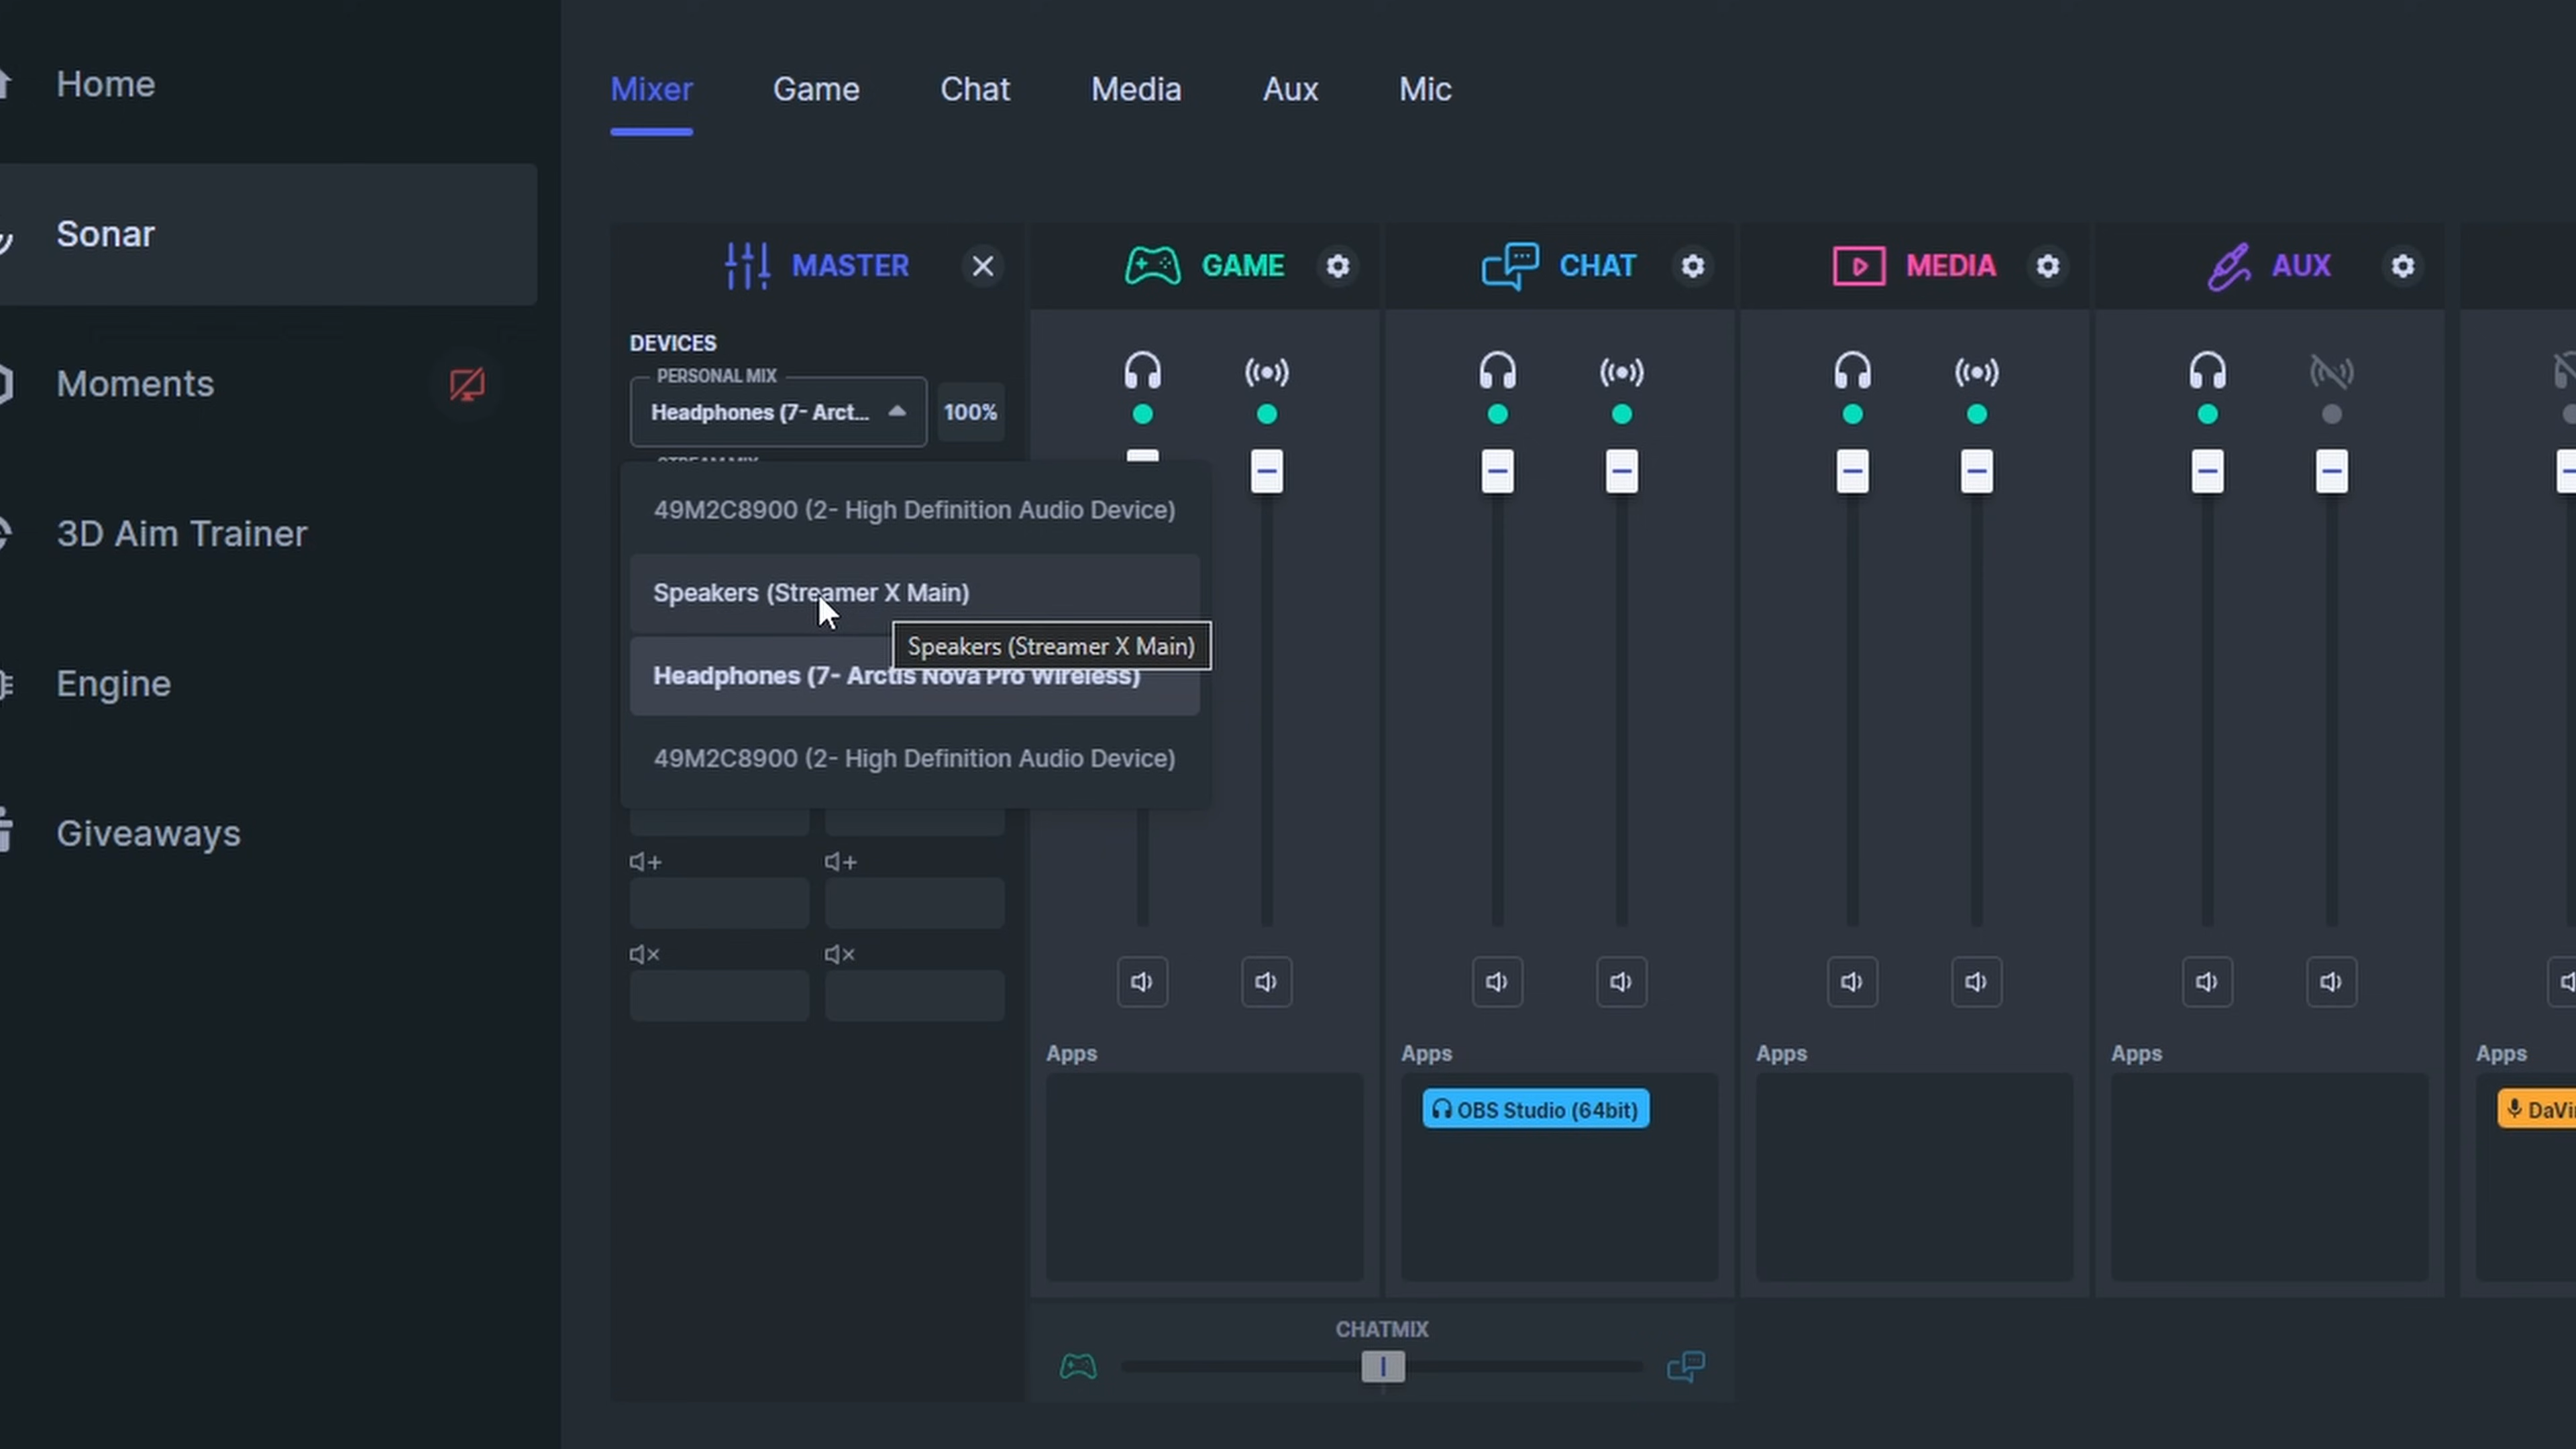 Home
Sonar
Moments
3D Aim Trainer
Engine
Giveaways
Mixer Game Chat Media Aux Mic
MASTER
DEVICES
PERSONAL MIX
Headphones (7- Arct... 100%
STREAM MIX
49M2C8900 (2- High Definition Audio Device)
Speakers (Streamer X Main)
Speakers (Streamer X Main)
Headphones (7- Arctis Nova Pro Wireless)
49M2C8900 (2- High Definition Audio Device)
GAME
Apps
CHAT
Apps
OBS Studio (64bit)
MEDIA
Apps
AUX
Apps
Apps
DaVi
CHATMIX